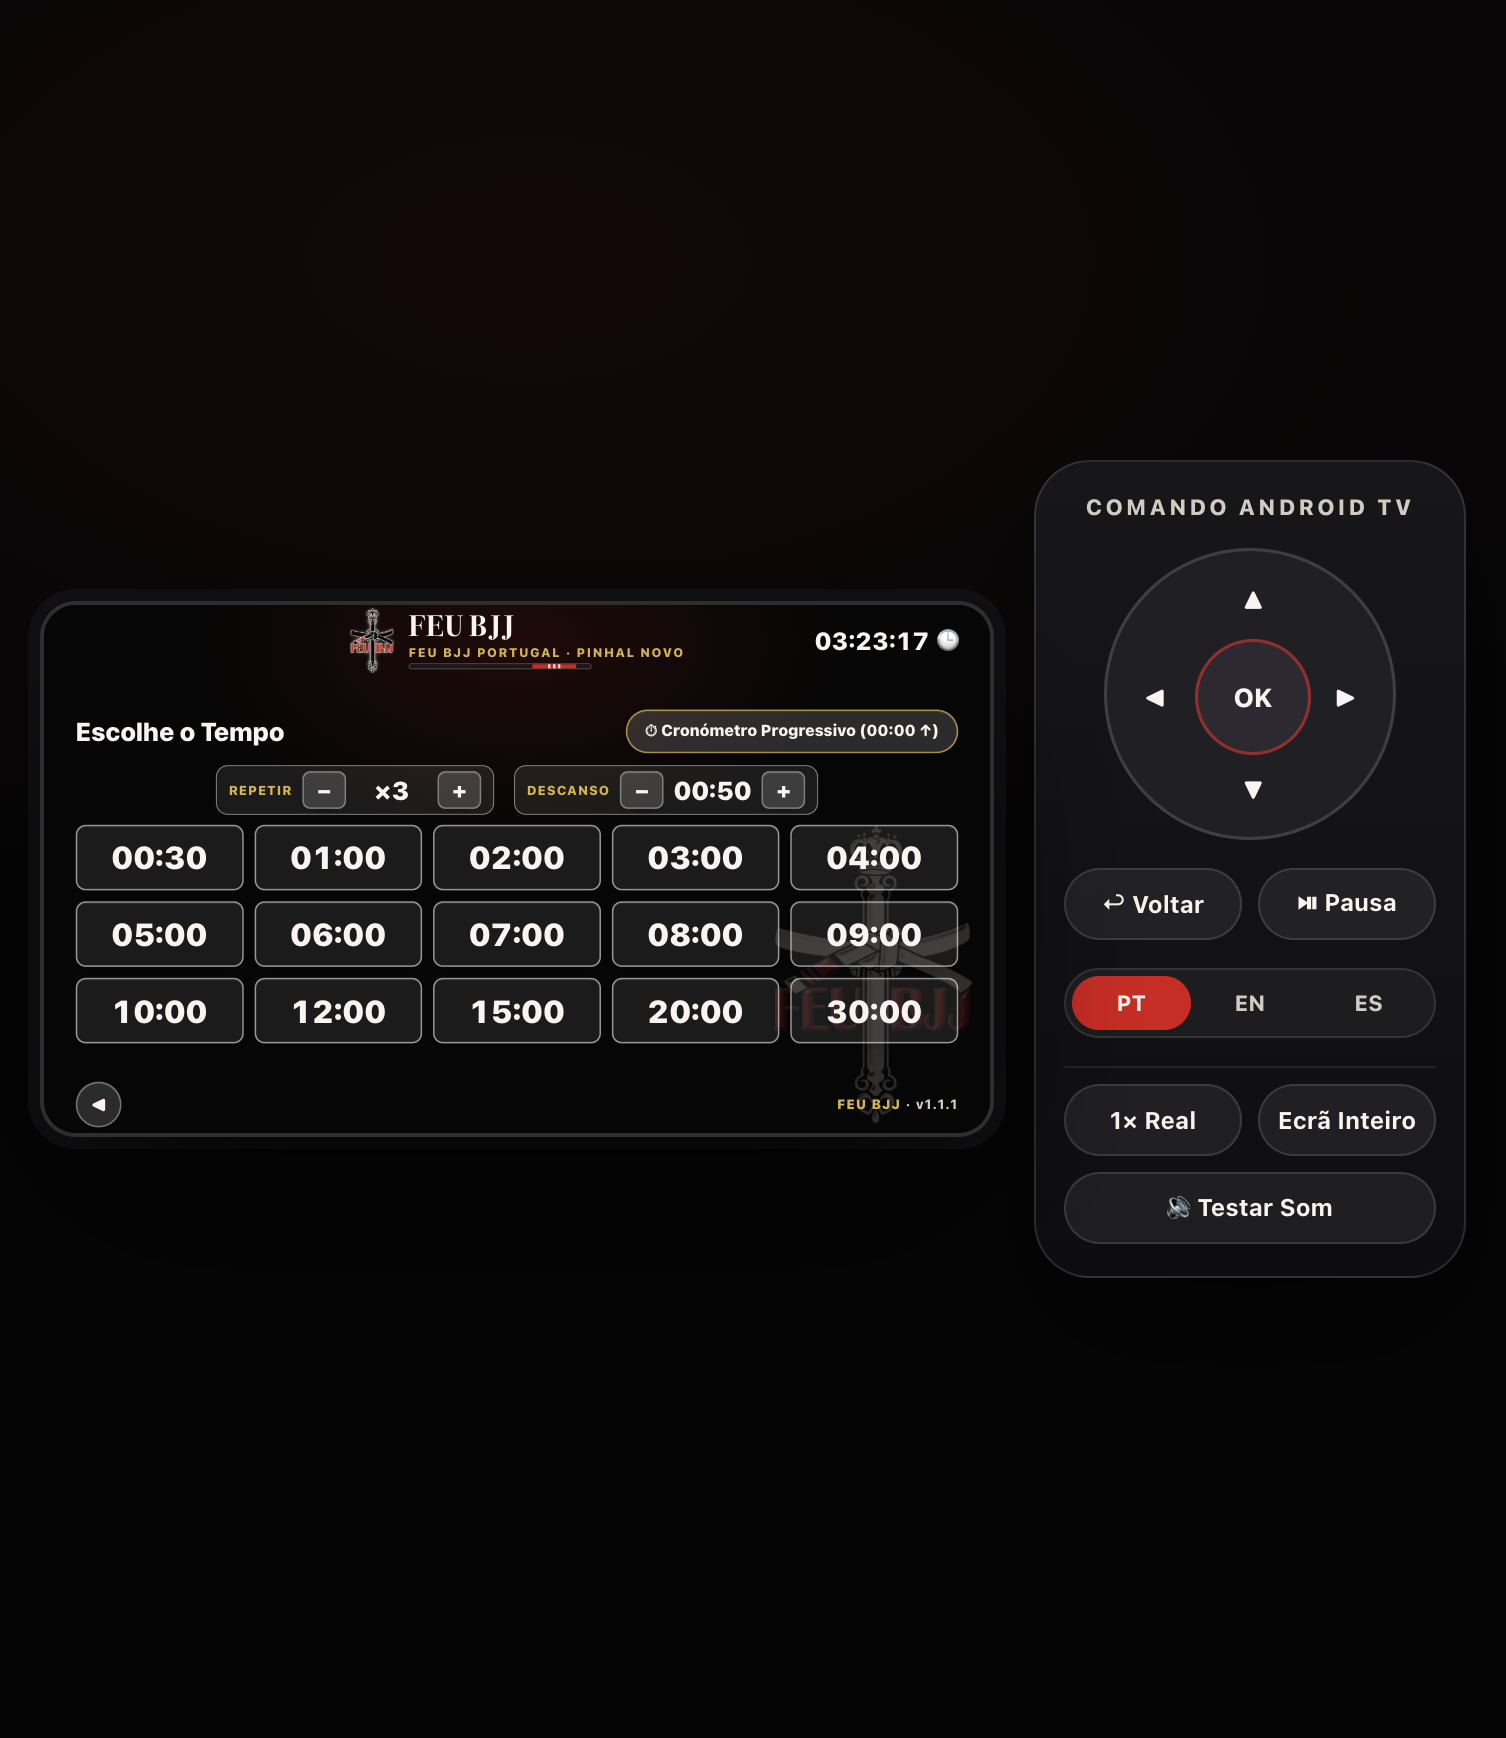 FEU BJJ
FEU BJJ PORTUGAL · PINHAL NOVO
03:23:17
Escolhe o Tempo
⏱ Cronómetro Progressivo (00:00 ↑)
REPETIR − ×3 +
DESCANSO − 00:50 +
00:30 01:00 02:00 03:00 04:00
05:00 06:00 07:00 08:00 09:00
10:00 12:00 15:00 20:00 30:00
FEU BJJ
◀
FEU BJJ · v1.1.1
COMANDO ANDROID TV
▲
◀ OK ▶
▼
↩ Voltar
⏯ Pausa
PT EN ES
1× Real
Ecrã Inteiro
🔊 Testar Som